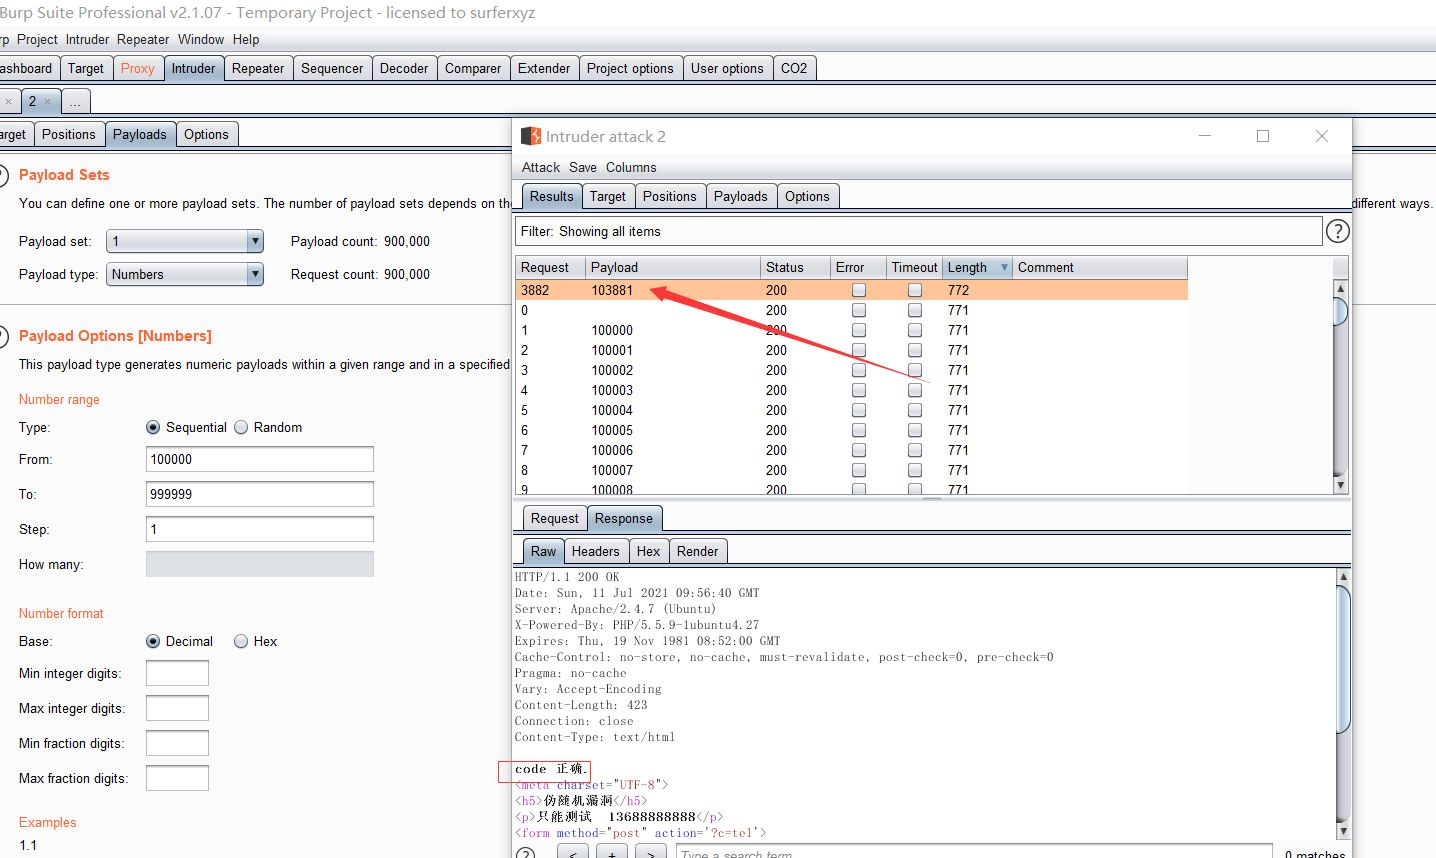 Burp Suite Professional v2.1.07 - Temporary Project - licensed to surferxyz
rp Project Intruder Repeater Window Help
ashboard Target Proxy Intruder Repeater Sequencer Decoder Comparer Extender Project options User options CO2
× 2 × ...
arget Positions Payloads Options
? Payload Sets
You can define one or more payload sets. The number of payload sets depends on th
different ways.
Payload set: 1 Payload count: 900,000
Payload type: Numbers Request count: 900,000
? Payload Options [Numbers]
This payload type generates numeric payloads within a given range and in a specified
Number range
Type: Sequential Random
From: 100000
To: 999999
Step: 1
How many:
Number format
Base: Decimal Hex
Min integer digits:
Max integer digits:
Min fraction digits:
Max fraction digits:
Examples
1.1
Intruder attack 2
Attack Save Columns
Results Target Positions Payloads Options
Filter: Showing all items ?
Request Payload Status Error Timeout Length Comment
3882 103881 200 772
0 200 771
1 100000 200 771
2 100001 200 771
3 100002 200 771
4 100003 200 771
5 100004 200 771
6 100005 200 771
7 100006 200 771
8 100007 200 771
9 100008 200 771
Request Response
Raw Headers Hex Render
HTTP/1.1 200 OK
Date: Sun, 11 Jul 2021 09:56:40 GMT
Server: Apache/2.4.7 (Ubuntu)
X-Powered-By: PHP/5.5.9-1ubuntu4.27
Expires: Thu, 19 Nov 1981 08:52:00 GMT
Cache-Control: no-store, no-cache, must-revalidate, post-check=0, pre-check=0
Pragma: no-cache
Vary: Accept-Encoding
Content-Length: 423
Connection: close
Content-Type: text/html
code 正确.
<meta charset="UTF-8">
<h5>伪随机漏洞</h5>
<p>只能测试 13688888888</p>
<form method="post" action='?c=tel'>
? < + > Type a search term 0 matches